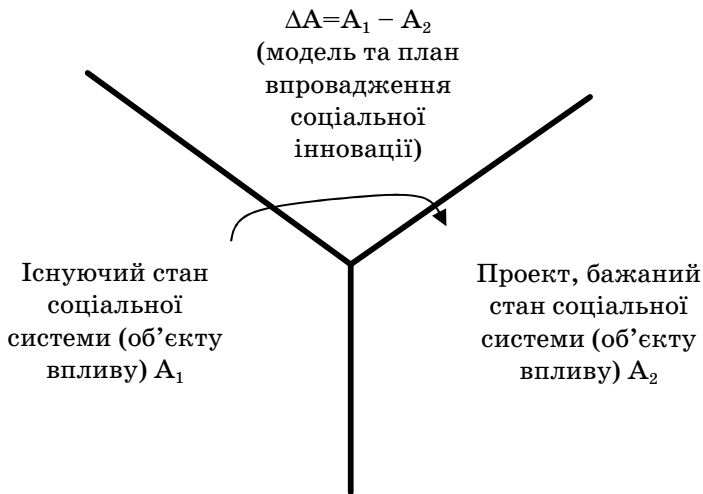 ΔA=A₁ – A₂
(модель та план
впровадження
соціальної
інновації)
Існуючий стан
соціальної
системи (об’єкту
впливу) A₁
Проект, бажаний
стан соціальної
системи (об’єкту
впливу) A₂